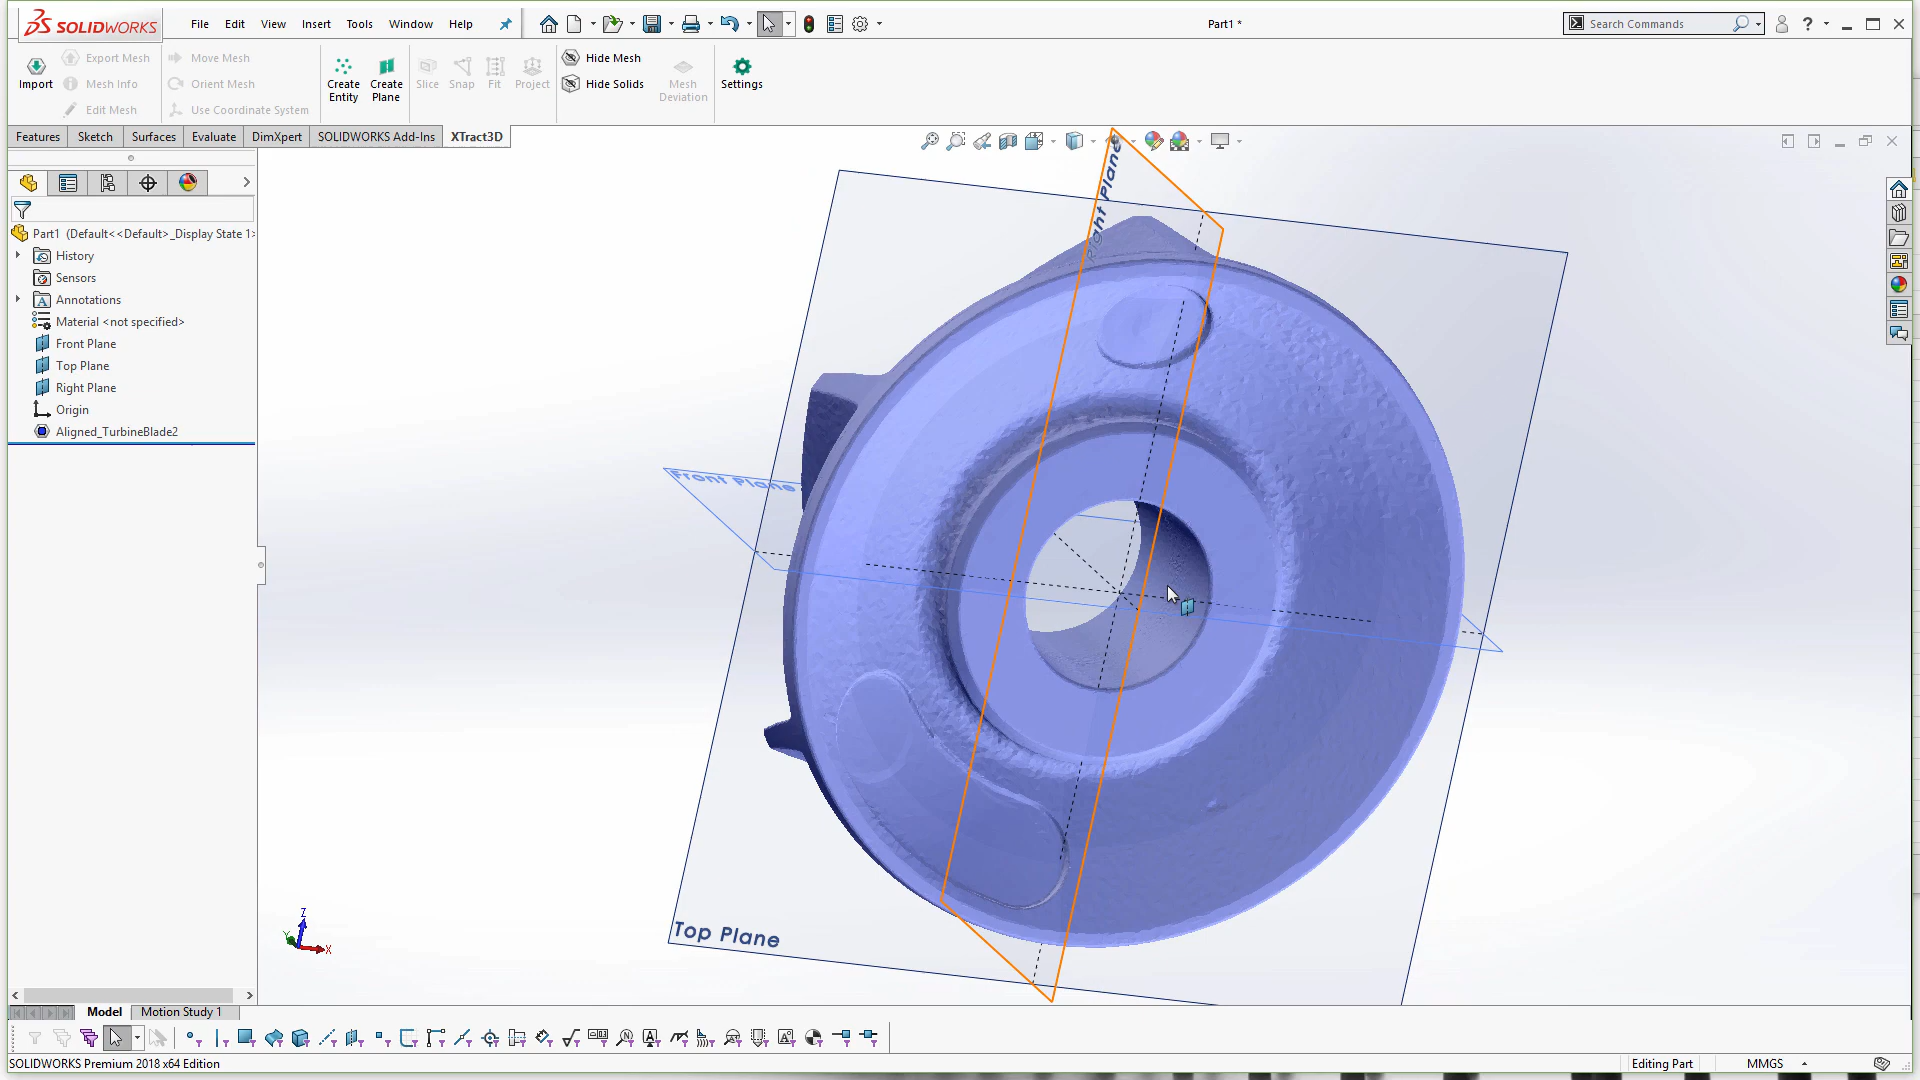 SOLIDWORKS
File Edit View Insert Tools Window Help
Part1 *
Search Commands
?
Import
Export Mesh
Mesh Info
Edit Mesh
Move Mesh
Orient Mesh
Use Coordinate System
Create Entity
Create Plane
Slice
Snap
Fit
Project
Hide Mesh
Hide Solids
Mesh Deviation
Settings
Features Sketch Surfaces Evaluate DimXpert SOLIDWORKS Add-Ins XTract3D
Part1 (Default<<Default>_Display State 1>
History
Sensors
Annotations
Material <not specified>
Front Plane
Top Plane
Right Plane
Origin
Aligned_TurbineBlade2
Right Plane
Front Plane
Top Plane
Z
Y
X
Model Motion Study 1
SOLIDWORKS Premium 2018 x64 Edition
Editing Part
MMGS